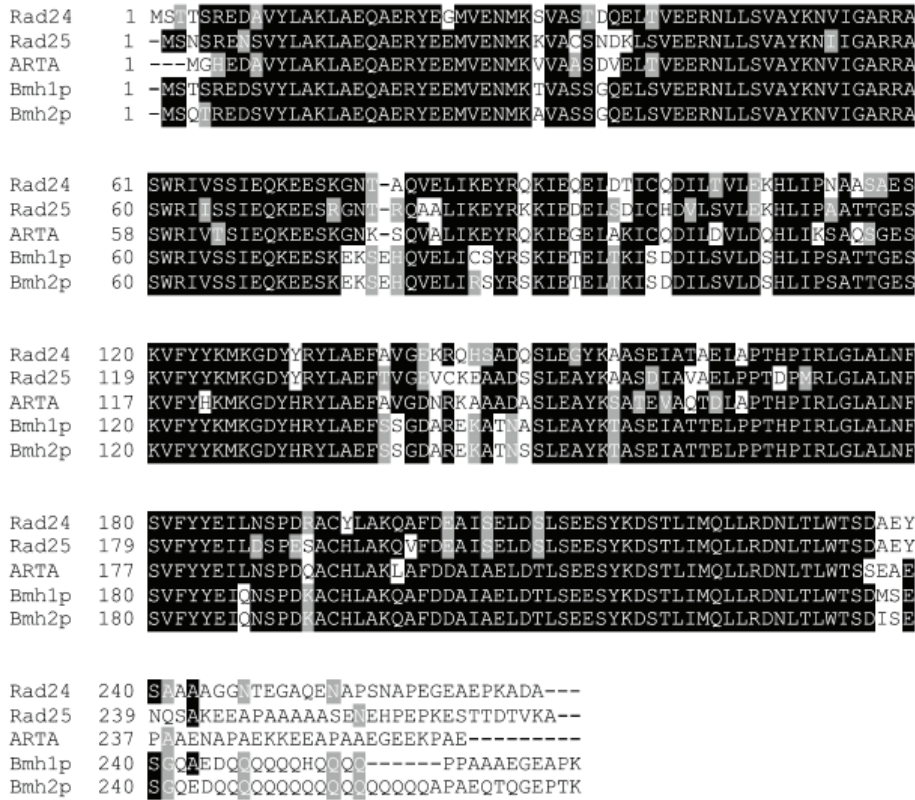 Rad24 1 MSTTSREDAVYLAKLAEQAERYEGMVENMKSVASTDQELTVEERNLLSVAYKNVIGARRA
Rad25 1 -MSNSRENSVYLAKLAEQAERYEEMVENMKKVACSNDKLSVEERNLLSVAYKNIIGARRA
ARTA 1 ---MGHEDAVYLAKLAEQAERYEEMVENMKVVAASDVELTVEERNLLSVAYKNVIGARRA
Bmh1p 1 -MSTSREDSVYLAKLAEQAERYEEMVENMKTVASSGQELSVEERNLLSVAYKNVIGARRA
Bmh2p 1 -MSQTREDSVYLAKLAEQAERYEEMVENMKAVASSGQELSVEERNLLSVAYKNVIGARRA
Rad24 61 SWRIVSSIEQKEESKGNT-AQVELIKEYRQKIEQELDTICQDILTVLEKHLIPNAASAES
Rad25 60 SWRIISSIEQKEESRGNT-RQAALIKEYRKKIEDELSDICHDVLSVLEKHLIPAATTGES
ARTA 58 SWRIVTSIEQKEESKGNK-SQVALIKEYRQKIEGELAKICQDILDVLDQHLIKSAQSGES
Bmh1p 60 SWRIVSSIEQKEESKEKSEHQVELICSYRSKIETELTKISDDILSVLDSHLIPSATTGES
Bmh2p 60 SWRIVSSIEQKEESKEKSEHQVELIRSYRSKIETELTKISDDILSVLDSHLIPSATTGES
Rad24 120 KVFYYKMKGDYYRYLAEFAVGEKRQHSADQSLEGYKAASEIATAELAPTHPIRLGLALNF
Rad25 119 KVFYYKMKGDYYRYLAEFTVGEVCKEAADSSLEAYKAASDIAVAELPPTDPMRLGLALNF
ARTA 117 KVFYHKMKGDYHRYLAEFAVGDNRKAAADASLEAYKSATEVAQTDLAPTHPIRLGLALNF
Bmh1p 120 KVFYYKMKGDYHRYLAEFSSGDAREKATNASLEAYKTASEIATTELPPTHPIRLGLALNF
Bmh2p 120 KVFYYKMKGDYHRYLAEFSSGDAREKATNSSLEAYKTASEIATTELPPTHPIRLGLALNF
Rad24 180 SVFYYEILNSPDRACYLAKQAFDEAISELDSLSEESYKDSTLIMQLLRDNLTLWTSDAEY
Rad25 179 SVFYYEILDSPESACHLAKQVFDEAISELDSLSEESYKDSTLIMQLLRDNLTLWTSDAEY
ARTA 177 SVFYYEILNSPDQACHLAKLAFDDAIAELDTLSEESYKDSTLIMQLLRDNLTLWTSSEAE
Bmh1p 180 SVFYYEIQNSPDKACHLAKQAFDDAIAELDTLSEESYKDSTLIMQLLRDNLTLWTSDMSE
Bmh2p 180 SVFYYEIQNSPDKACHLAKQAFDDAIAELDTLSEESYKDSTLIMQLLRDNLTLWTSDISE
Rad24 240 SAAAAGGNTEGAQENAPSNAPEGEAEPKADA---
Rad25 239 NQSAKEEAPAAAAASENEHPEPKESTTDTVKA--
ARTA 237 PAAENAPAEKKEEAPAAEGEEKPAE---------
Bmh1p 240 SGQAEDQQQQQQHQQQQ------PPAAAEGEAPK
Bmh2p 240 SGQEDQQQQQQQQQQQQQQQQQAPAEQTQGEPTK